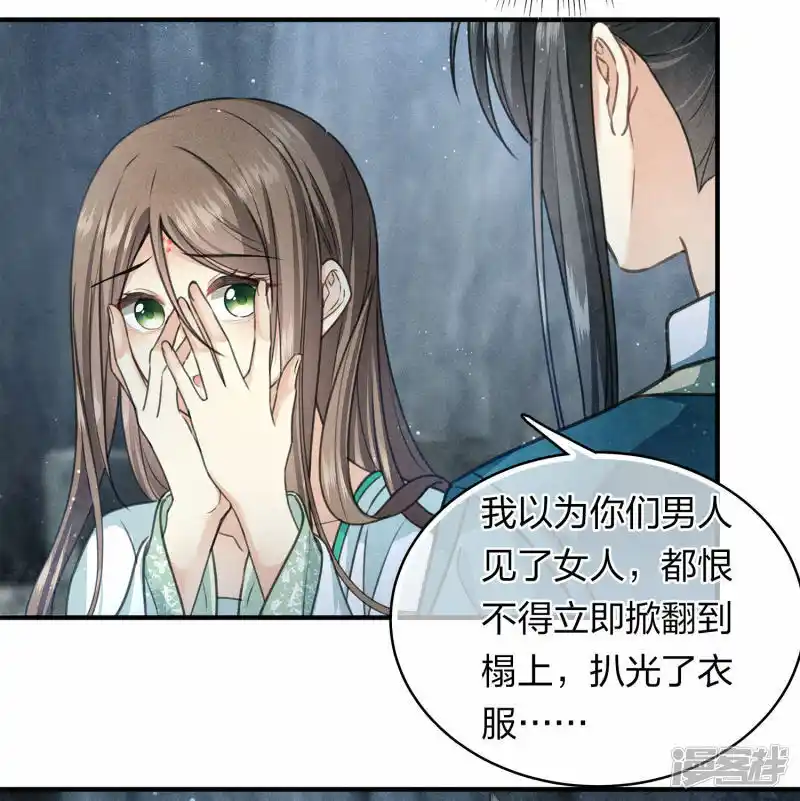 我以为你们男人
见了女人，都恨
不得立即掀翻到
榻上，扒光了衣
服……
漫客栈